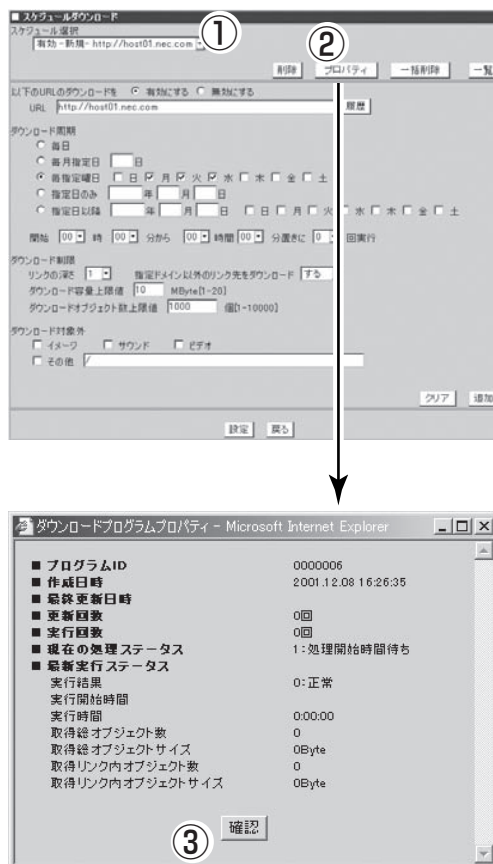 ■ スケジュールダウンロード
スケジュール選択
有効-新規- http://host01.nec.com
①
②
削除 プロパティ 一括削除 一覧
以下のURLのダウンロードを 有効にする 無効にする
URL http://host01.nec.com 履歴
ダウンロード周期
毎日
毎月指定日 日
毎指定曜日 日 月 火 水 木 金 土
指定日のみ 年 月 日
指定日以降 年 月 日 日 月 火 水 木 金 土
開始 00 時 00 分から 00 時間 00 分置きに 0 回実行
ダウンロード制限
リンクの深さ 1 指定ドメイン以外のリンク先をダウンロード する
ダウンロード容量上限値 10 MByte[1-20]
ダウンロードオブジェクト数上限値 1000 個[1-10000]
ダウンロード対象外
イメージ サウンド ビデオ
その他 /
クリア 追加
設定 戻る
ダウンロードプログラムプロパティ - Microsoft Internet Explorer
■ プログラムID 0000006
■ 作成日時 2001.12.08 16:26:35
■ 最終更新日時
■ 更新回数 0回
■ 実行回数 0回
■ 現在の処理ステータス 1:処理開始時間待ち
■ 最新実行ステータス
実行結果 0:正常
実行開始時間
実行時間 0:00:00
取得総オブジェクト数 0
取得総オブジェクトサイズ 0Byte
取得リンク内オブジェクト数 0
取得リンク内オブジェクトサイズ 0Byte
③ 確認